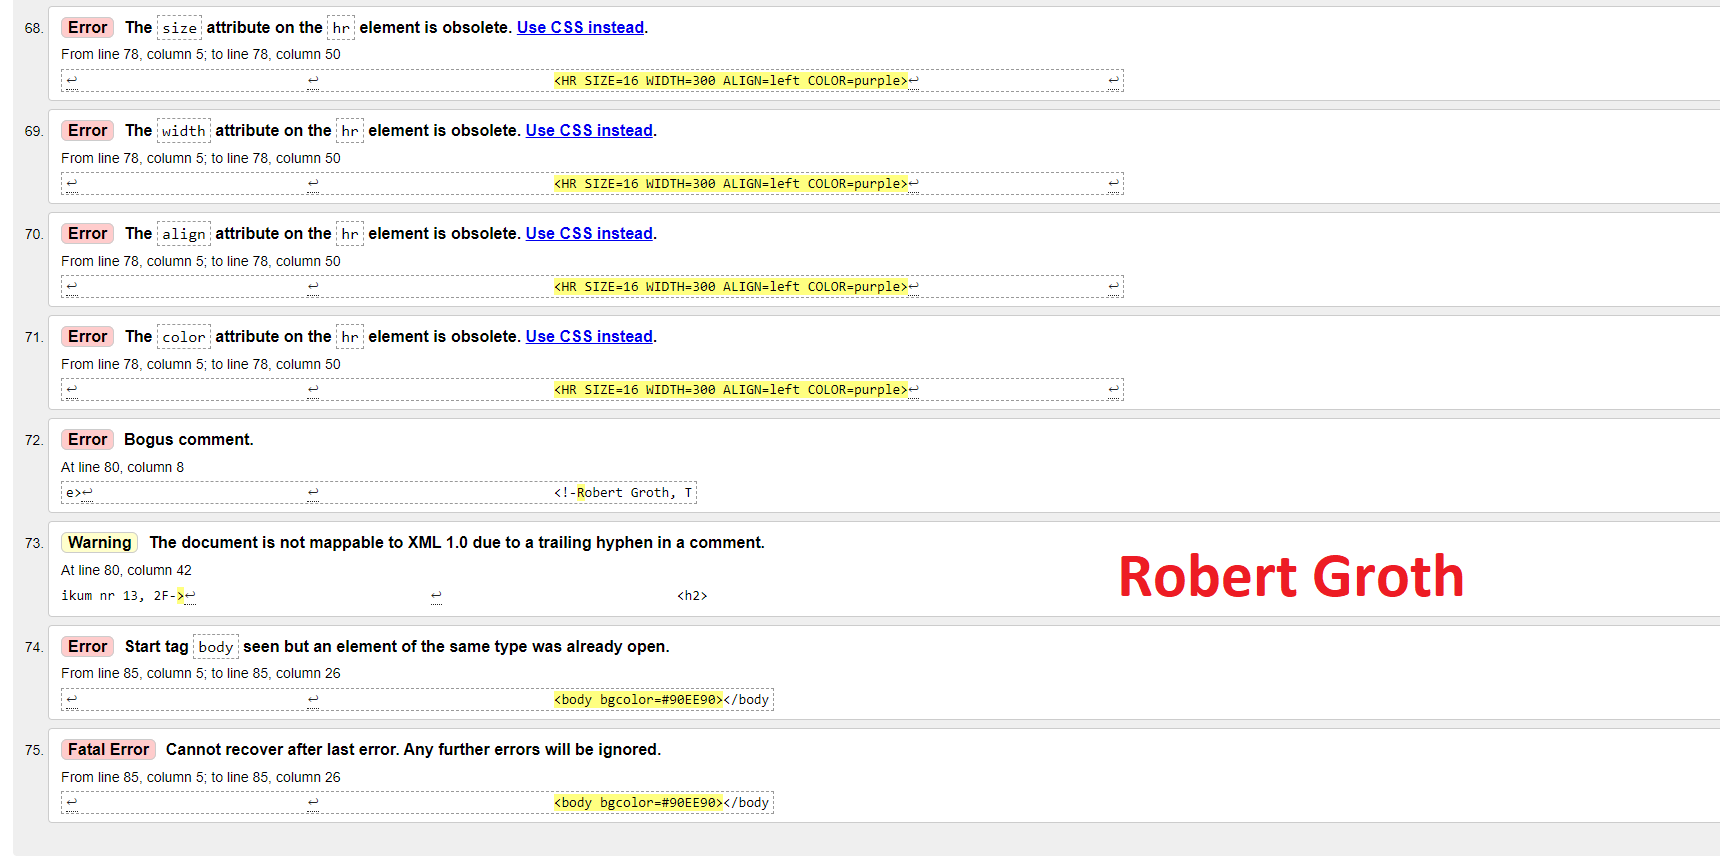 68. Error The size attribute on the hr element is obsolete. Use CSS instead.
From line 78, column 5; to line 78, column 50
↩ ↩ <HR SIZE=16 WIDTH=300 ALIGN=left COLOR=purple>↩ ↩
69. Error The width attribute on the hr element is obsolete. Use CSS instead.
From line 78, column 5; to line 78, column 50
↩ ↩ <HR SIZE=16 WIDTH=300 ALIGN=left COLOR=purple>↩ ↩
70. Error The align attribute on the hr element is obsolete. Use CSS instead.
From line 78, column 5; to line 78, column 50
↩ ↩ <HR SIZE=16 WIDTH=300 ALIGN=left COLOR=purple>↩ ↩
71. Error The color attribute on the hr element is obsolete. Use CSS instead.
From line 78, column 5; to line 78, column 50
↩ ↩ <HR SIZE=16 WIDTH=300 ALIGN=left COLOR=purple>↩ ↩
72. Error Bogus comment.
At line 80, column 8
e>↩ ↩ <!-Robert Groth, T
73. Warning The document is not mappable to XML 1.0 due to a trailing hyphen in a comment.
At line 80, column 42
ikum nr 13, 2F->↩ ↩ <h2>
Robert Groth
74. Error Start tag body seen but an element of the same type was already open.
From line 85, column 5; to line 85, column 26
↩ ↩ <body bgcolor=#90EE90></body
75. Fatal Error Cannot recover after last error. Any further errors will be ignored.
From line 85, column 5; to line 85, column 26
↩ ↩ <body bgcolor=#90EE90></body